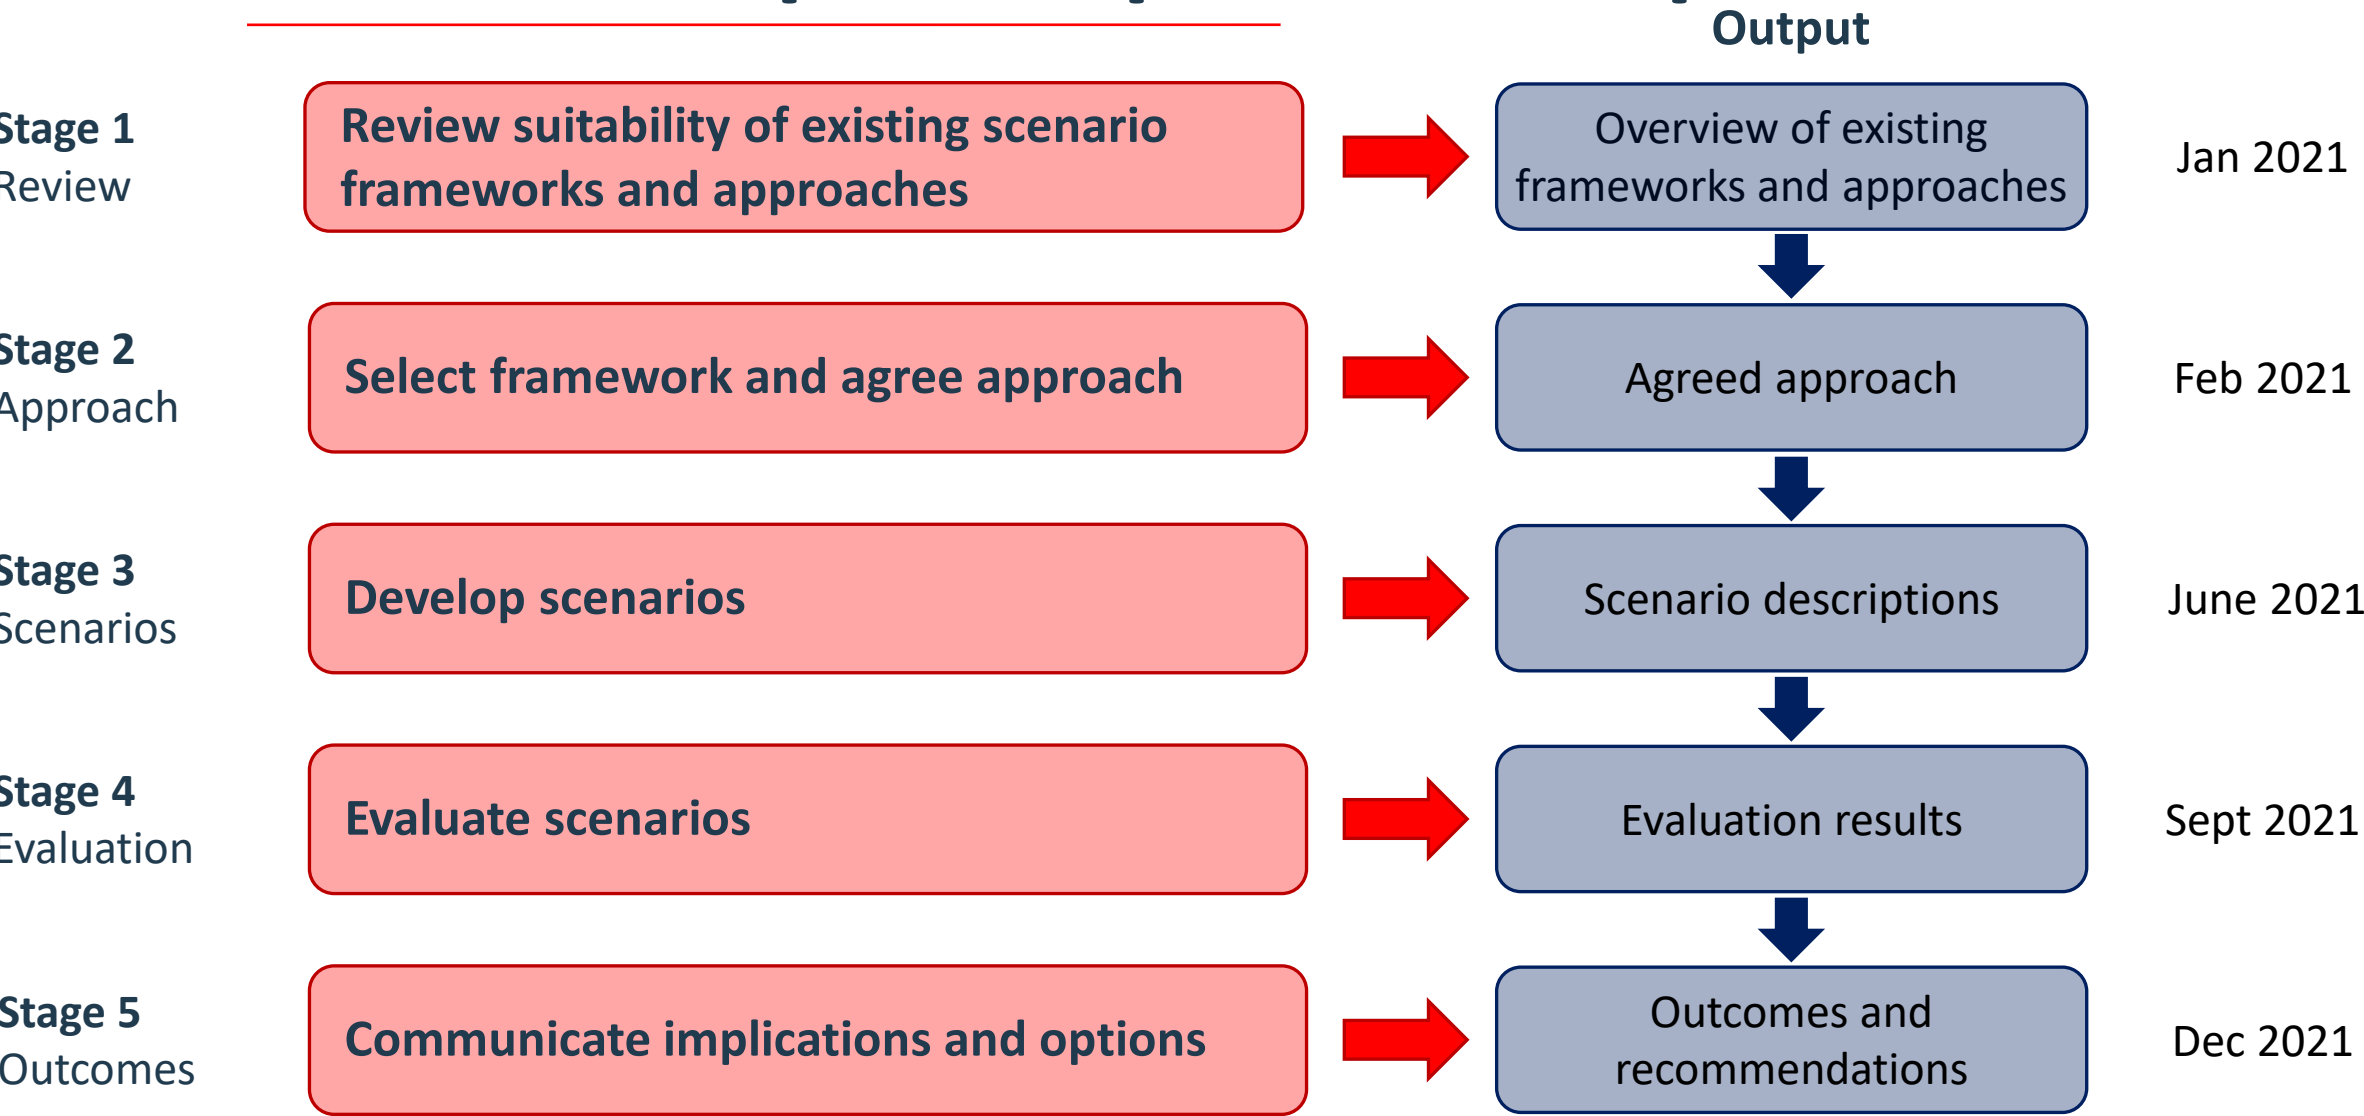 Output
Stage 1
Review
Review suitability of existing scenario
frameworks and approaches
Overview of existing
frameworks and approaches
Jan 2021
Stage 2
Approach
Select framework and agree approach
Agreed approach
Feb 2021
Stage 3
Scenarios
Develop scenarios
Scenario descriptions
June 2021
Stage 4
Evaluation
Evaluate scenarios
Evaluation results
Sept 2021
Stage 5
Outcomes
Communicate implications and options
Outcomes and
recommendations
Dec 2021